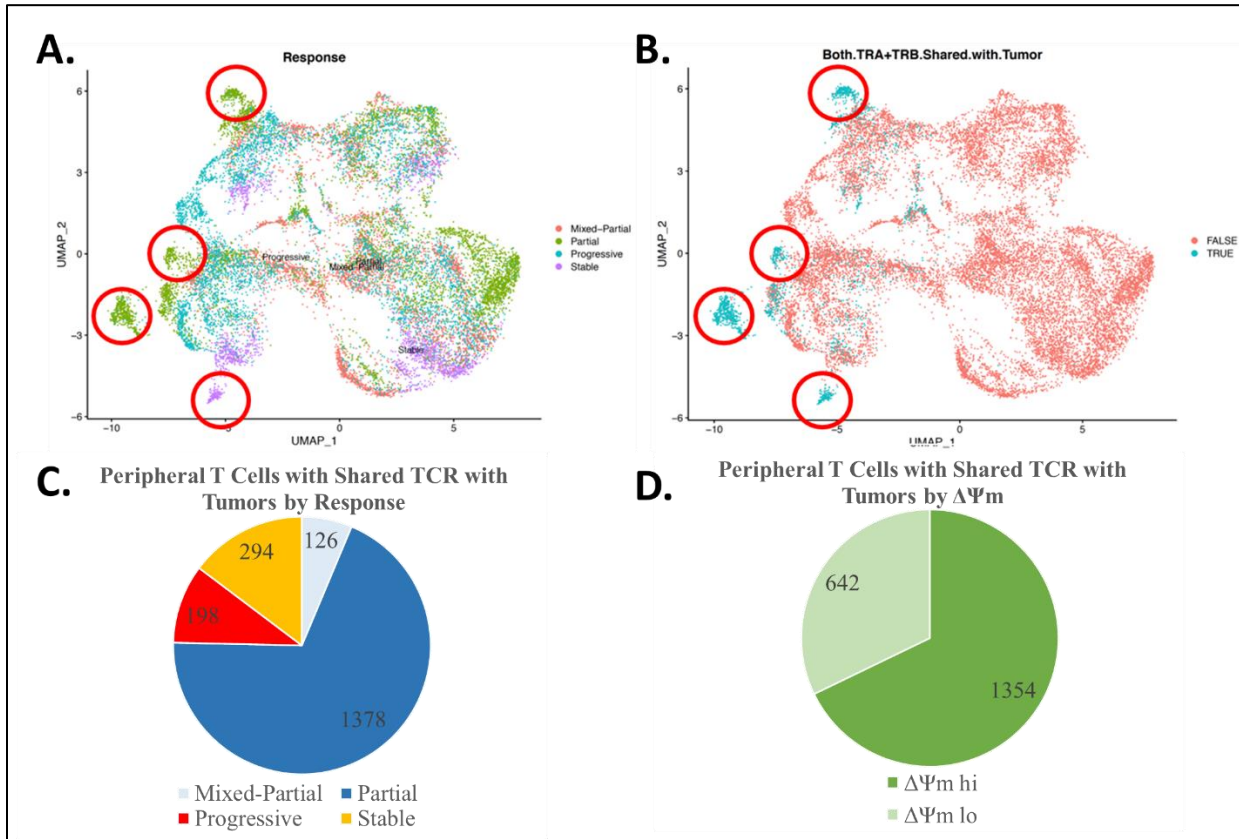 A.
Response
6
3
0
−3
−6
UMAP_2
−10
−5
0
5
UMAP_1
Progressive
Partial
Mixed-Partial
Stable
Mixed-Partial
Partial
Progressive
Stable
B.
Both.TRA+TRB.Shared.with.Tumor
6
3
0
−3
−6
UMAP_2
−10
−5
0
5
UMAP_1
FALSE
TRUE
C.
Peripheral T Cells with Shared TCR with
Tumors by Response
126
294
198
1378
Mixed-Partial
Partial
Progressive
Stable
D.
Peripheral T Cells with Shared TCR with
Tumors by ΔΨm
642
1354
ΔΨm hi
ΔΨm lo